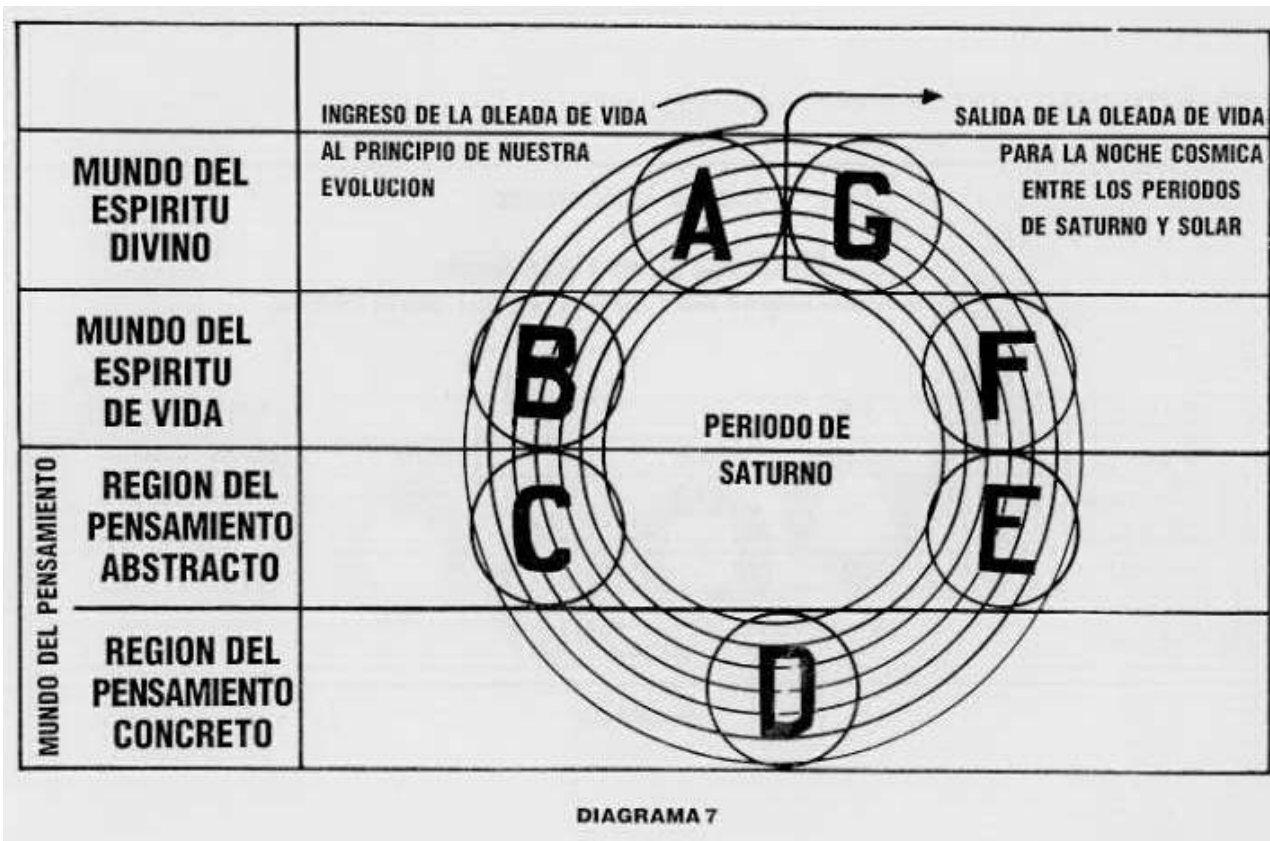 INGRESO DE LA OLEADA DE VIDA
AL PRINCIPIO DE NUESTRA
EVOLUCION
SALIDA DE LA OLEADA DE VIDA
PARA LA NOCHE COSMICA
ENTRE LOS PERIODOS
DE SATURNO Y SOLAR
MUNDO DEL
ESPIRITU
DIVINO
A
G
MUNDO DEL
ESPIRITU
DE VIDA
B
F
PERIODO DE
SATURNO
MUNDO DEL PENSAMIENTO
REGION DEL
PENSAMIENTO
ABSTRACTO
C
E
REGION DEL
PENSAMIENTO
CONCRETO
D
DIAGRAMA 7